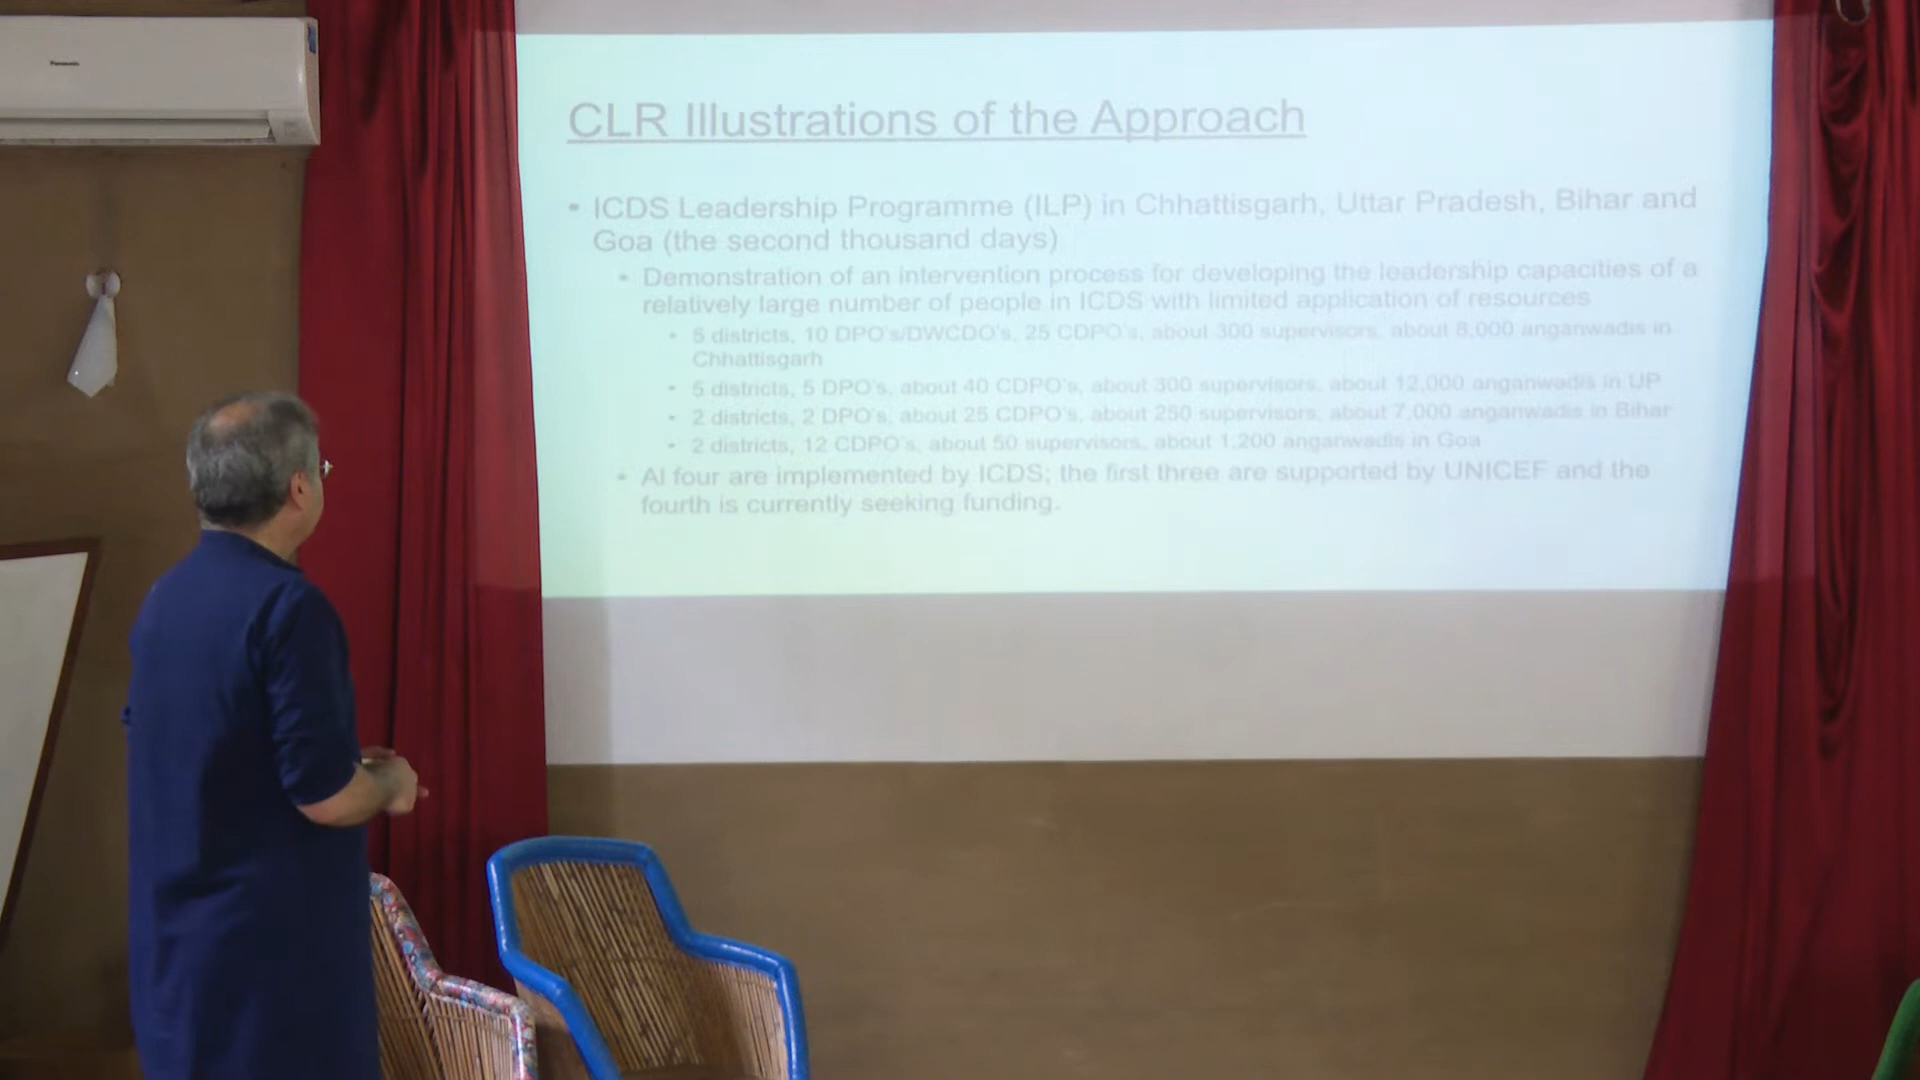 Panasonic
CLR Illustrations of the Approach
• ICDS Leadership Programme (ILP) in Chhattisgarh, Uttar Pradesh, Bihar and
Goa (the second thousand days)
• Demonstration of an intervention process for developing the leadership capacities of a
relatively large number of people in ICDS with limited application of resources
• 5 districts, 10 DPO's/DWCDO's, 25 CDPO's, about 300 supervisors, about 8,000 anganwadis in
Chhattisgarh
• 5 districts, 5 DPO's, about 40 CDPO's, about 300 supervisors, about 12,000 anganwadis in UP
• 2 districts, 2 DPO's, about 25 CDPO's, about 250 supervisors, about 7,000 anganwadis in Bihar
• 2 districts, 12 CDPO's, about 50 supervisors, about 1,200 anganwadis in Goa
• Al four are implemented by ICDS; the first three are supported by UNICEF and the
fourth is currently seeking funding.